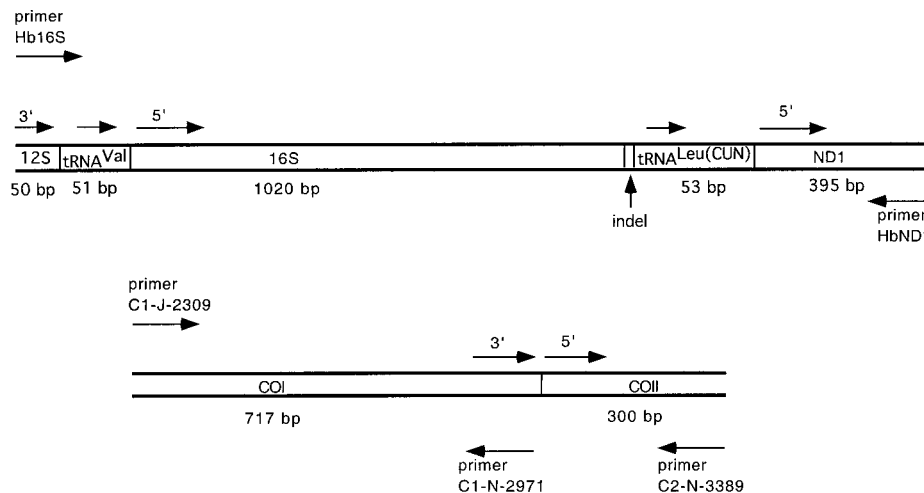 primer
Hb16S
3' 5' 5'
12S tRNAVal 16S tRNALeu(CUN) ND1
50 bp 51 bp 1020 bp 53 bp 395 bp
indel
primer
HbND1
primer
C1-J-2309
3' 5'
COI COII
717 bp 300 bp
primer
C1-N-2971
primer
C2-N-3389